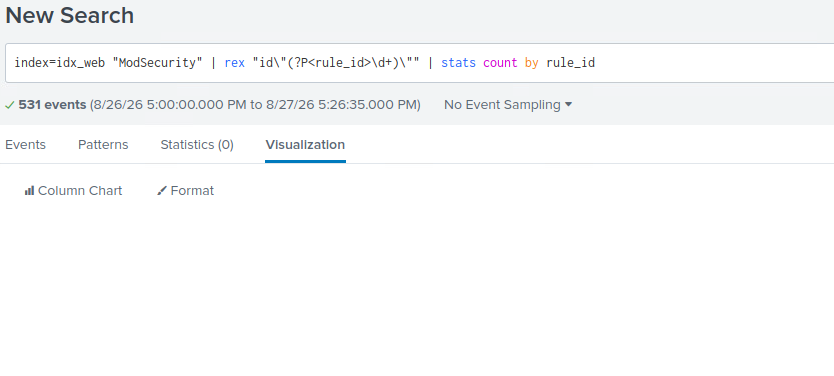 New Search
index=idx_web "ModSecurity" | rex "id\"(?P<rule_id>\d+)\"" | stats count by rule_id
531 events (8/26/26 5:00:00.000 PM to 8/27/26 5:26:35.000 PM) No Event Sampling
Events Patterns Statistics (0) Visualization
Column Chart Format